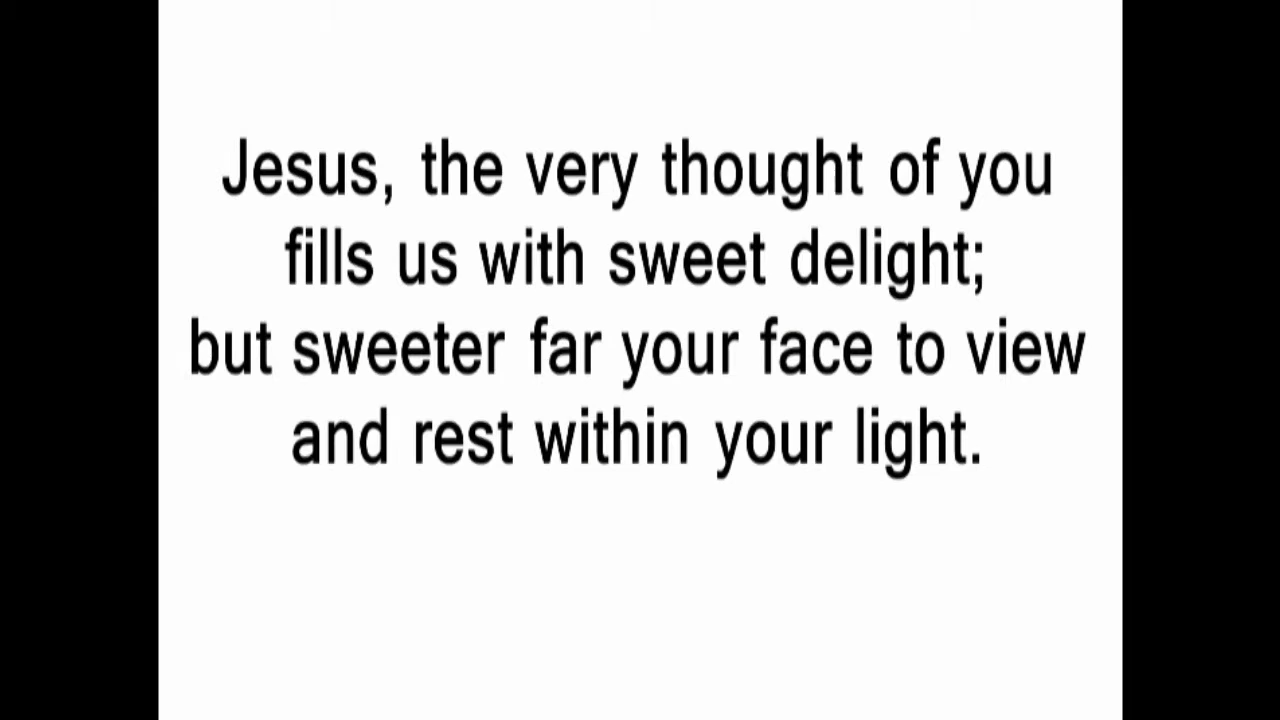 Jesus, the very thought of you
fills us with sweet delight;
but sweeter far your face to view
and rest within your light.